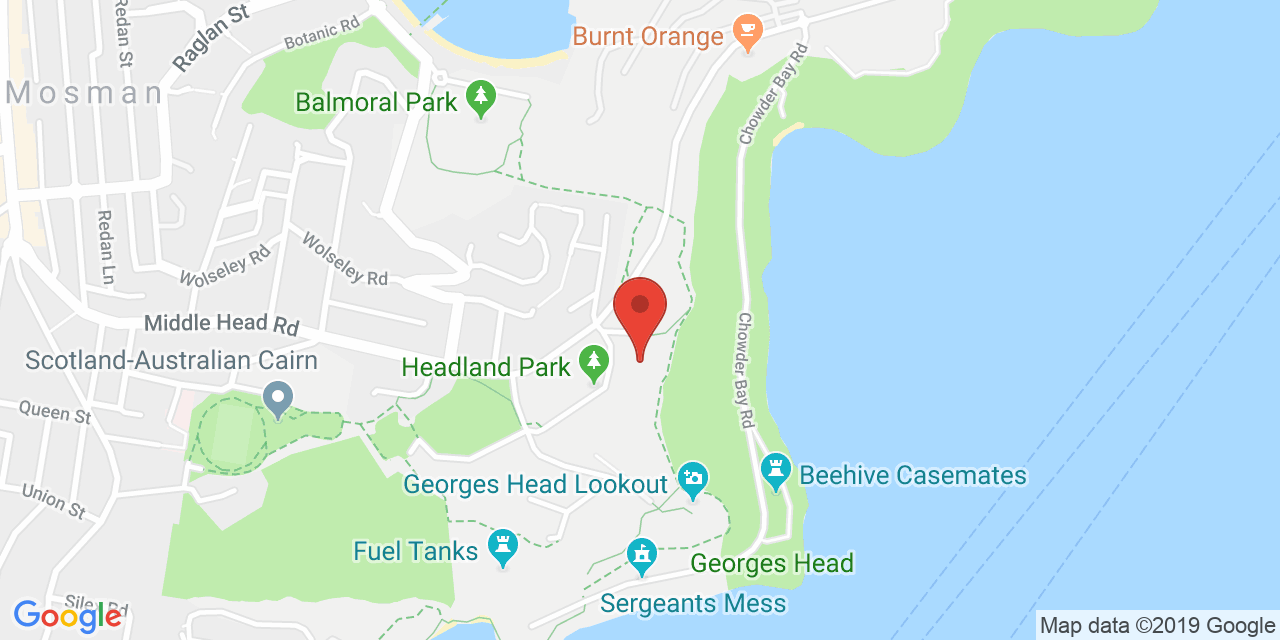 Redan St
Raglan St
Botanic Rd
Burnt Orange
Mosman
Balmoral Park
Chowder Bay Rd
Redan Ln
Wolseley Rd
Wolseley Rd
Middle Head Rd
Chowder Bay Rd
Scotland-Australian Cairn
Headland Park
Queen St
Georges Head Lookout
Beehive Casemates
Union St
Fuel Tanks
Georges Head
Sergeants Mess
Google
Map data ©2019 Google